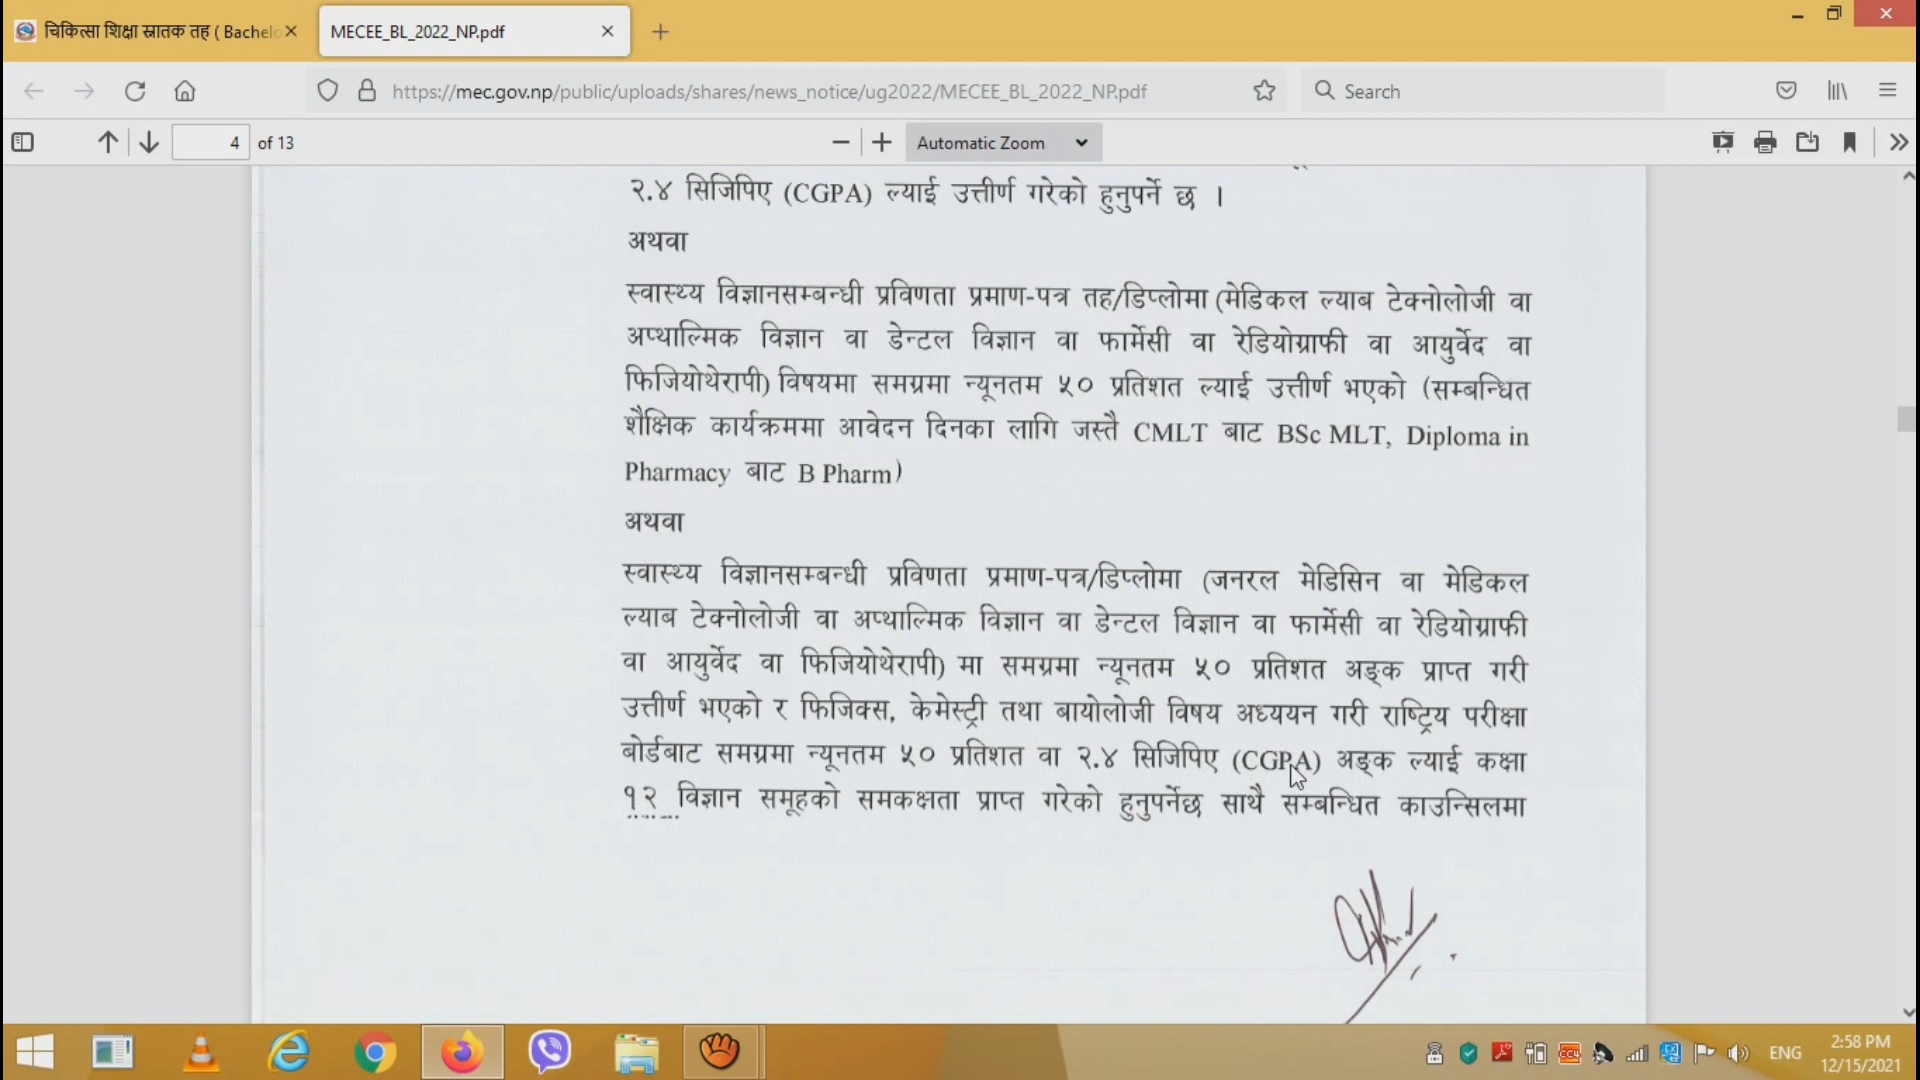 चिकित्सा शिक्षा स्नातक तह ( Bachelo
MECEE_BL_2022_NP.pdf
https://mec.gov.np/public/uploads/shares/news_notice/ug2022/MECEE_BL_2022_NP.pdf
Search
4 of 13
Automatic Zoom
२.४ सिजिपिए (CGPA) ल्याई उत्तीर्ण गरेको हुनुपर्ने छ ।
अथवा
स्वास्थ्य विज्ञानसम्बन्धी प्रविणता प्रमाण-पत्र तह/डिप्लोमा (मेडिकल ल्याब टेक्नोलोजी वा
अप्थाल्मिक विज्ञान वा डेन्टल विज्ञान वा फार्मेसी वा रेडियोग्राफी वा आयुर्वेद वा
फिजियोथेरापी) विषयमा समग्रमा न्यूनतम ५० प्रतिशत ल्याई उत्तीर्ण भएको (सम्बन्धित
शैक्षिक कार्यक्रममा आवेदन दिनका लागि जस्तै CMLT बाट BSc MLT, Diploma in
Pharmacy बाट B Pharm)
अथवा
स्वास्थ्य विज्ञानसम्बन्धी प्रविणता प्रमाण-पत्र/डिप्लोमा (जनरल मेडिसिन वा मेडिकल
ल्याब टेक्नोलोजी वा अप्थाल्मिक विज्ञान वा डेन्टल विज्ञान वा फार्मेसी वा रेडियोग्राफी
वा आयुर्वेद वा फिजियोथेरापी) मा समग्रमा न्यूनतम ५० प्रतिशत अङ्क प्राप्त गरी
उत्तीर्ण भएको र फिजिक्स, केमेस्ट्री तथा बायोलोजी विषय अध्ययन गरी राष्ट्रिय परीक्षा
बोर्डबाट समग्रमा न्यूनतम ५० प्रतिशत वा २.४ सिजिपिए (CGPA) अङ्क ल्याई कक्षा
१२ विज्ञान समूहको समकक्षता प्राप्त गरेको हुनुपर्नेछ साथै सम्बन्धित काउन्सिलमा
ENG
2:58 PM
12/15/2021